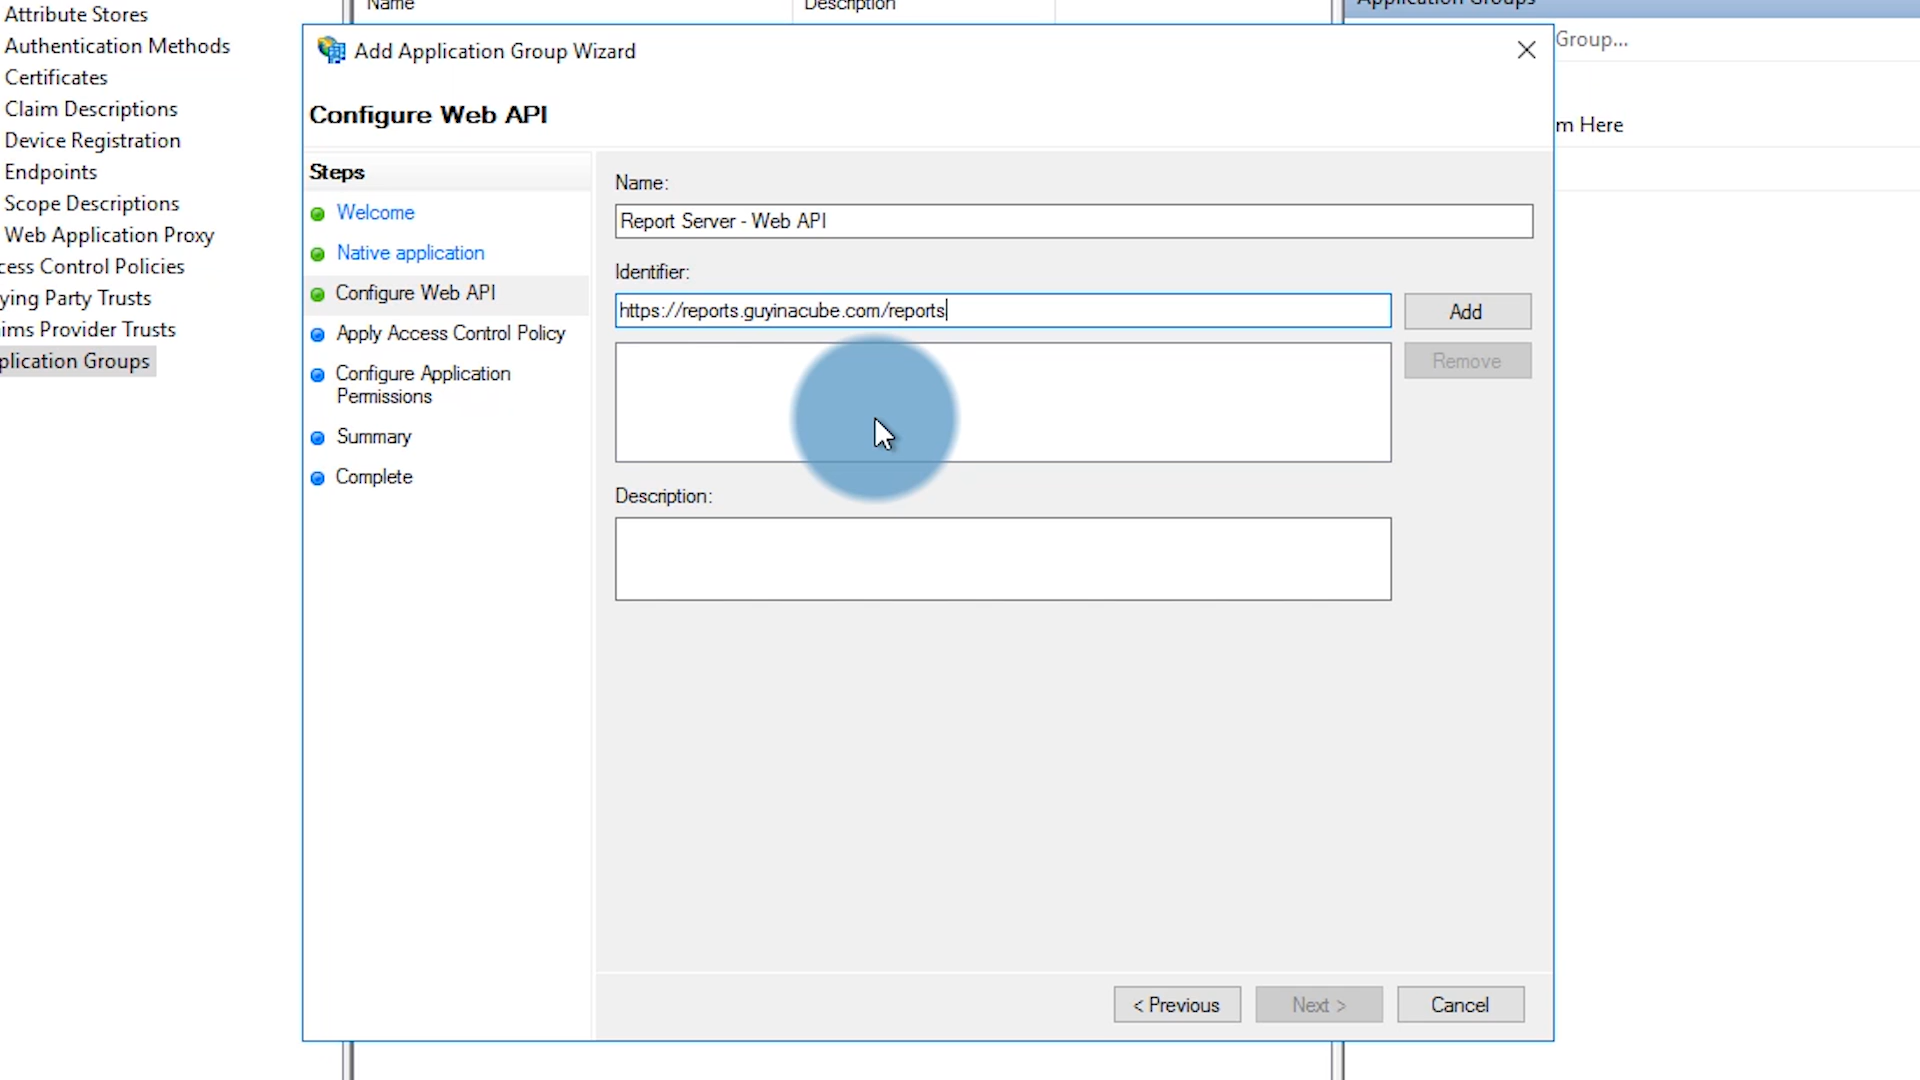 Attribute Stores
Authentication Methods
Certificates
Claim Descriptions
Device Registration
Endpoints
Scope Descriptions
Web Application Proxy
cess Control Policies
ying Party Trusts
ims Provider Trusts
plication Groups
Name
Description
Application Groups
Group...
m Here
Add Application Group Wizard
Configure Web API
Steps
Welcome
Native application
Configure Web API
Apply Access Control Policy
Configure Application
Permissions
Summary
Complete
Name:
Report Server - Web API
Identifier:
https://reports.guyinacube.com/reports
Add
Remove
Description:
< Previous
Next >
Cancel